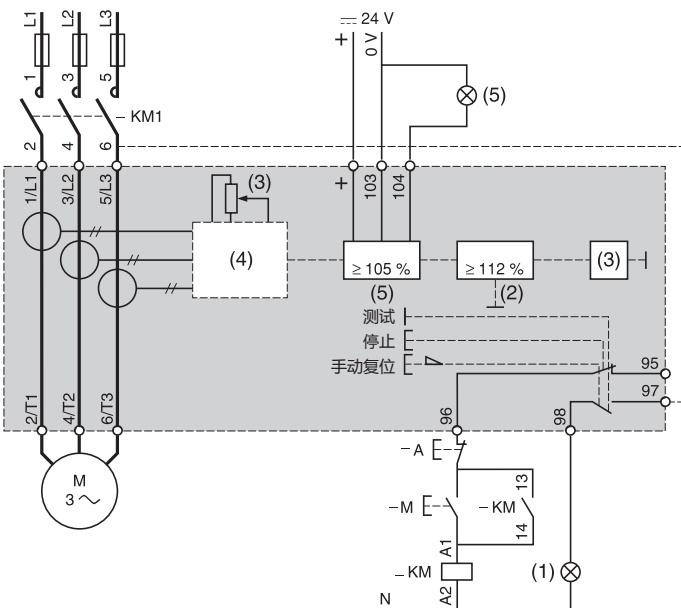 L1 L2 L3
24 V
+ 0 V
1 3 5
(5)
– KM1
2 4 6
1/L1 3/L2 5/L3
(3)
+ 103 104
(4)
≥ 105 %
≥ 112 %
(3)
(5)
(2)
测试
停止
手动复位
95
97
2/T1 4/T2 6/T3
96 98
– A
M
3
13
– M
– KM
14
A1
– KM
(1)
A2
N